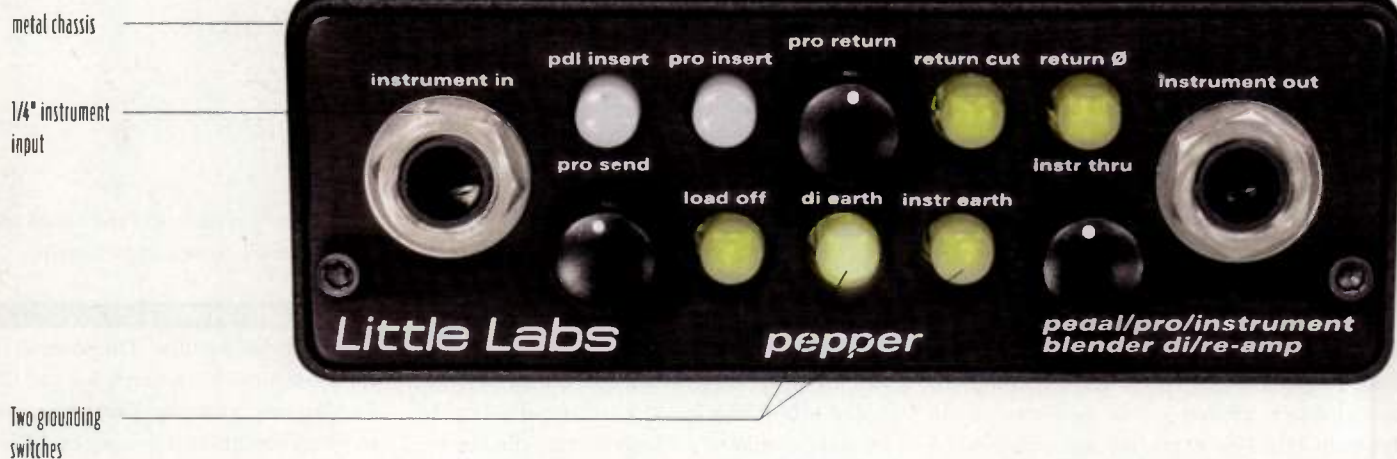 metal chassis
1/4" instrument
input
Two grounding
switches
instrument in
pdl insert
pro insert
pro return
return cut
return Ø
instrument out
pro send
instr thru
load off
di earth
instr earth
Little Labs
pepper
pedal/pro/instrument
blender di/re-amp